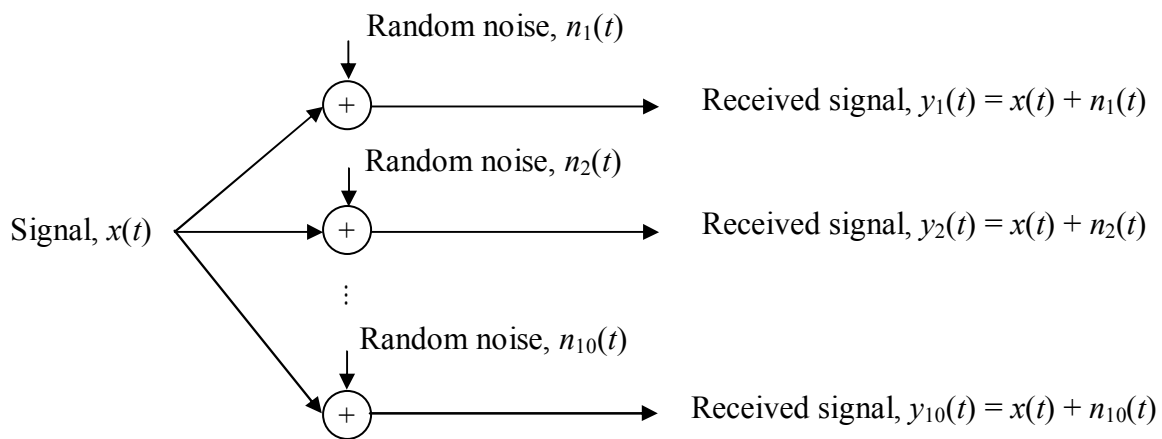 Random noise, n₁(t)
+
Received signal, y₁(t) = x(t) + n₁(t)
Random noise, n₂(t)
Signal, x(t)
+
Received signal, y₂(t) = x(t) + n₂(t)
⋮
Random noise, n₁₀(t)
+
Received signal, y₁₀(t) = x(t) + n₁₀(t)